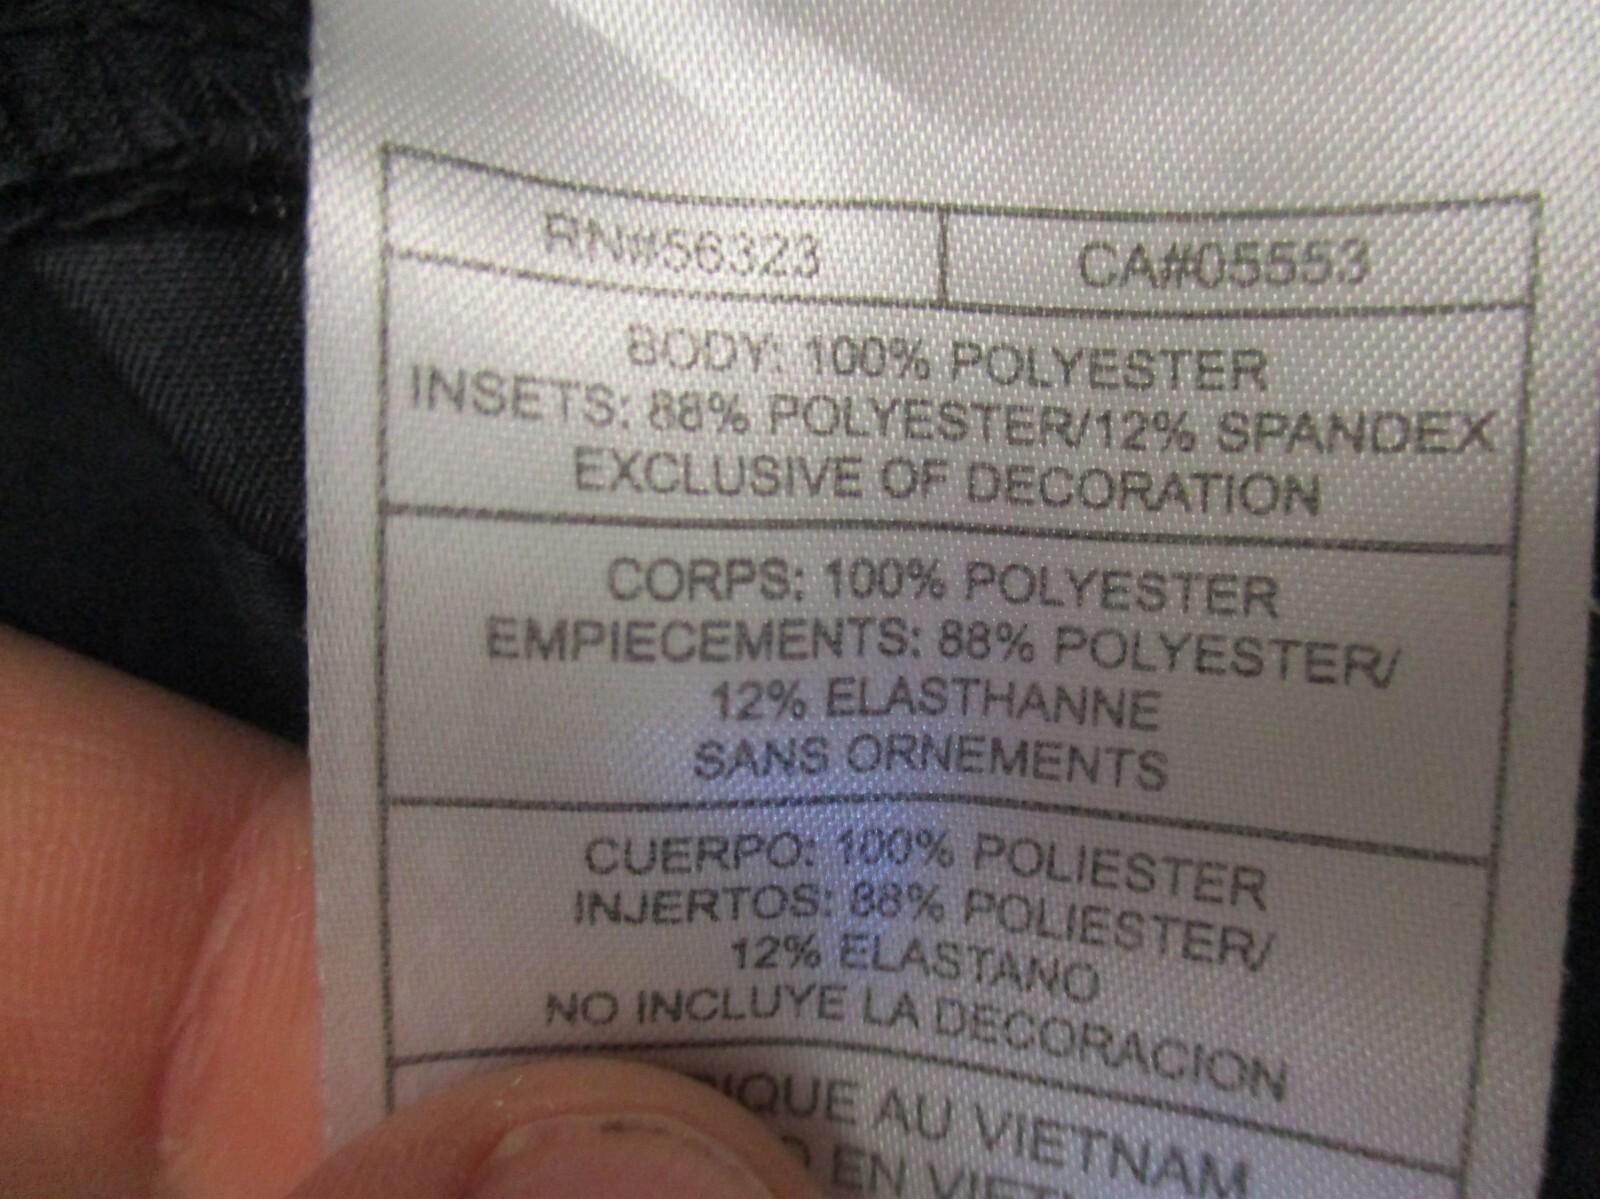 RN#56323 CA#05553
BODY: 100% POLYESTER
INSETS: 88% POLYESTER/12% SPANDEX
EXCLUSIVE OF DECORATION
CORPS: 100% POLYESTER
EMPIECEMENTS: 88% POLYESTER/
12% ELASTHANNE
SANS ORNEMENTS
CUERPO: 100% POLIESTER
INJERTOS: 88% POLIESTER/
12% ELASTANO
NO INCLUYE LA DECORACION
AU VIETNAM
EN